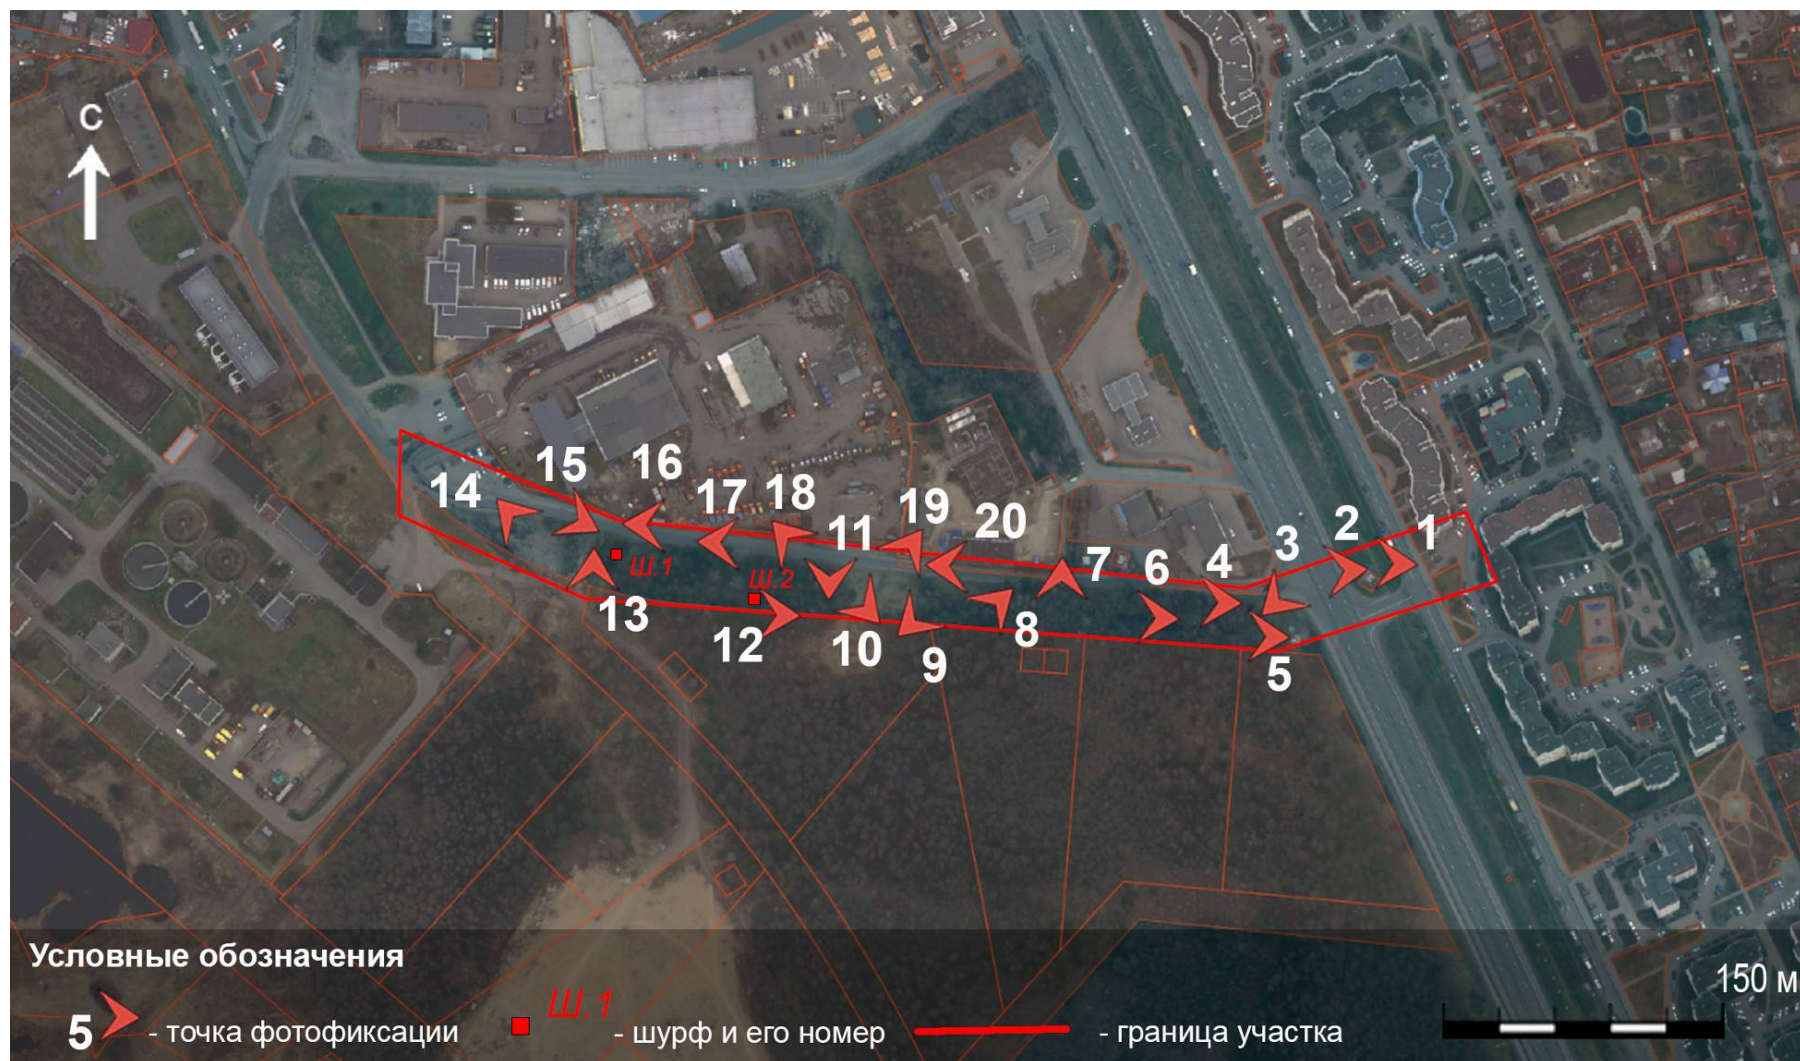 С
15
16
14
17
18
19
20
11
3
2
1
7
6
4
Ш.1
Ш.2
13
12
10
9
8
5
Условные обозначения
150 м
5 - точка фотофиксации
Ш.1 - шурф и его номер
- граница участка